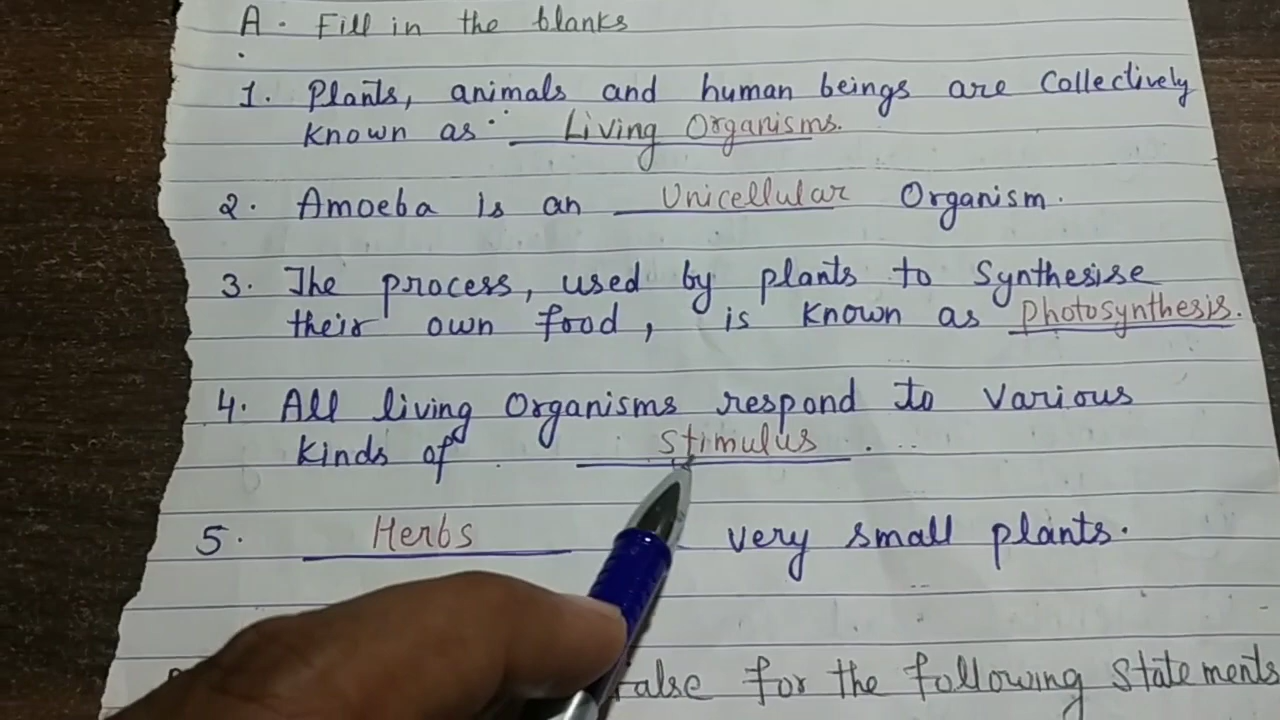 A. Fill in the blanks
1. Plants, animals and human beings are Collectively
known as Living Organisms.
2. Amoeba is an Unicellular Organism.
3. The process, used by plants to Synthesise
their own food, is known as Photosynthesis.
4. All living Organisms respond to various
kinds of Stimulus.
5. Herbs very small plants.
False for the following Statements